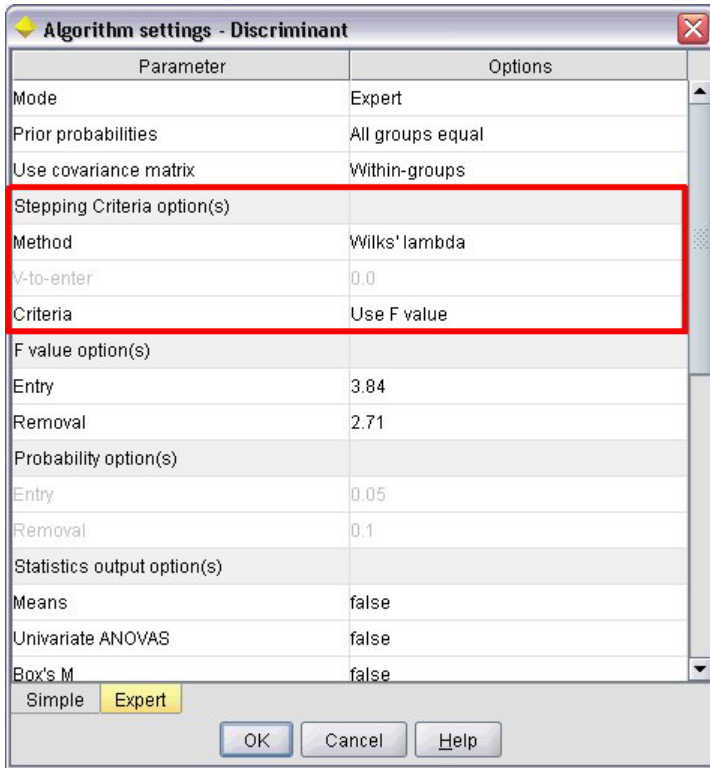 Algorithm settings - Discriminant
Parameter Options
Mode Expert
Prior probabilities All groups equal
Use covariance matrix Within-groups
Stepping Criteria option(s)
Method Wilks' lambda
V-to-enter 0.0
Criteria Use F value
F value option(s)
Entry 3.84
Removal 2.71
Probability option(s)
Entry 0.05
Removal 0.1
Statistics output option(s)
Means false
Univariate ANOVAS false
Box's M false
Simple Expert
OK Cancel Help